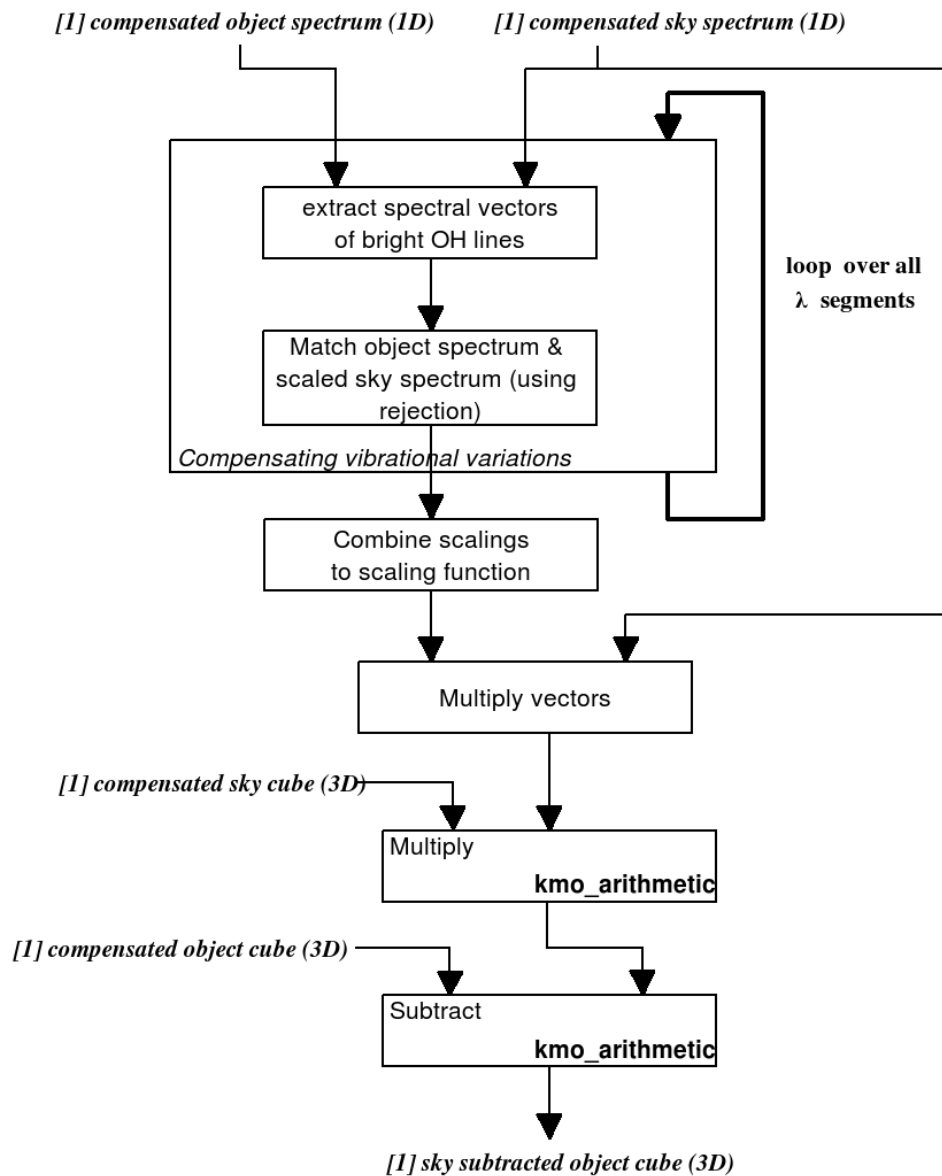 [1] compensated object spectrum (1D)
[1] compensated sky spectrum (1D)
extract spectral vectors
of bright OH lines
loop over all
λ segments
Match object spectrum &
scaled sky spectrum (using
rejection)
Compensating vibrational variations
Combine scalings
to scaling function
Multiply vectors
[1] compensated sky cube (3D)
Multiply
kmo_arithmetic
[1] compensated object cube (3D)
Subtract
kmo_arithmetic
[1] sky subtracted object cube (3D)